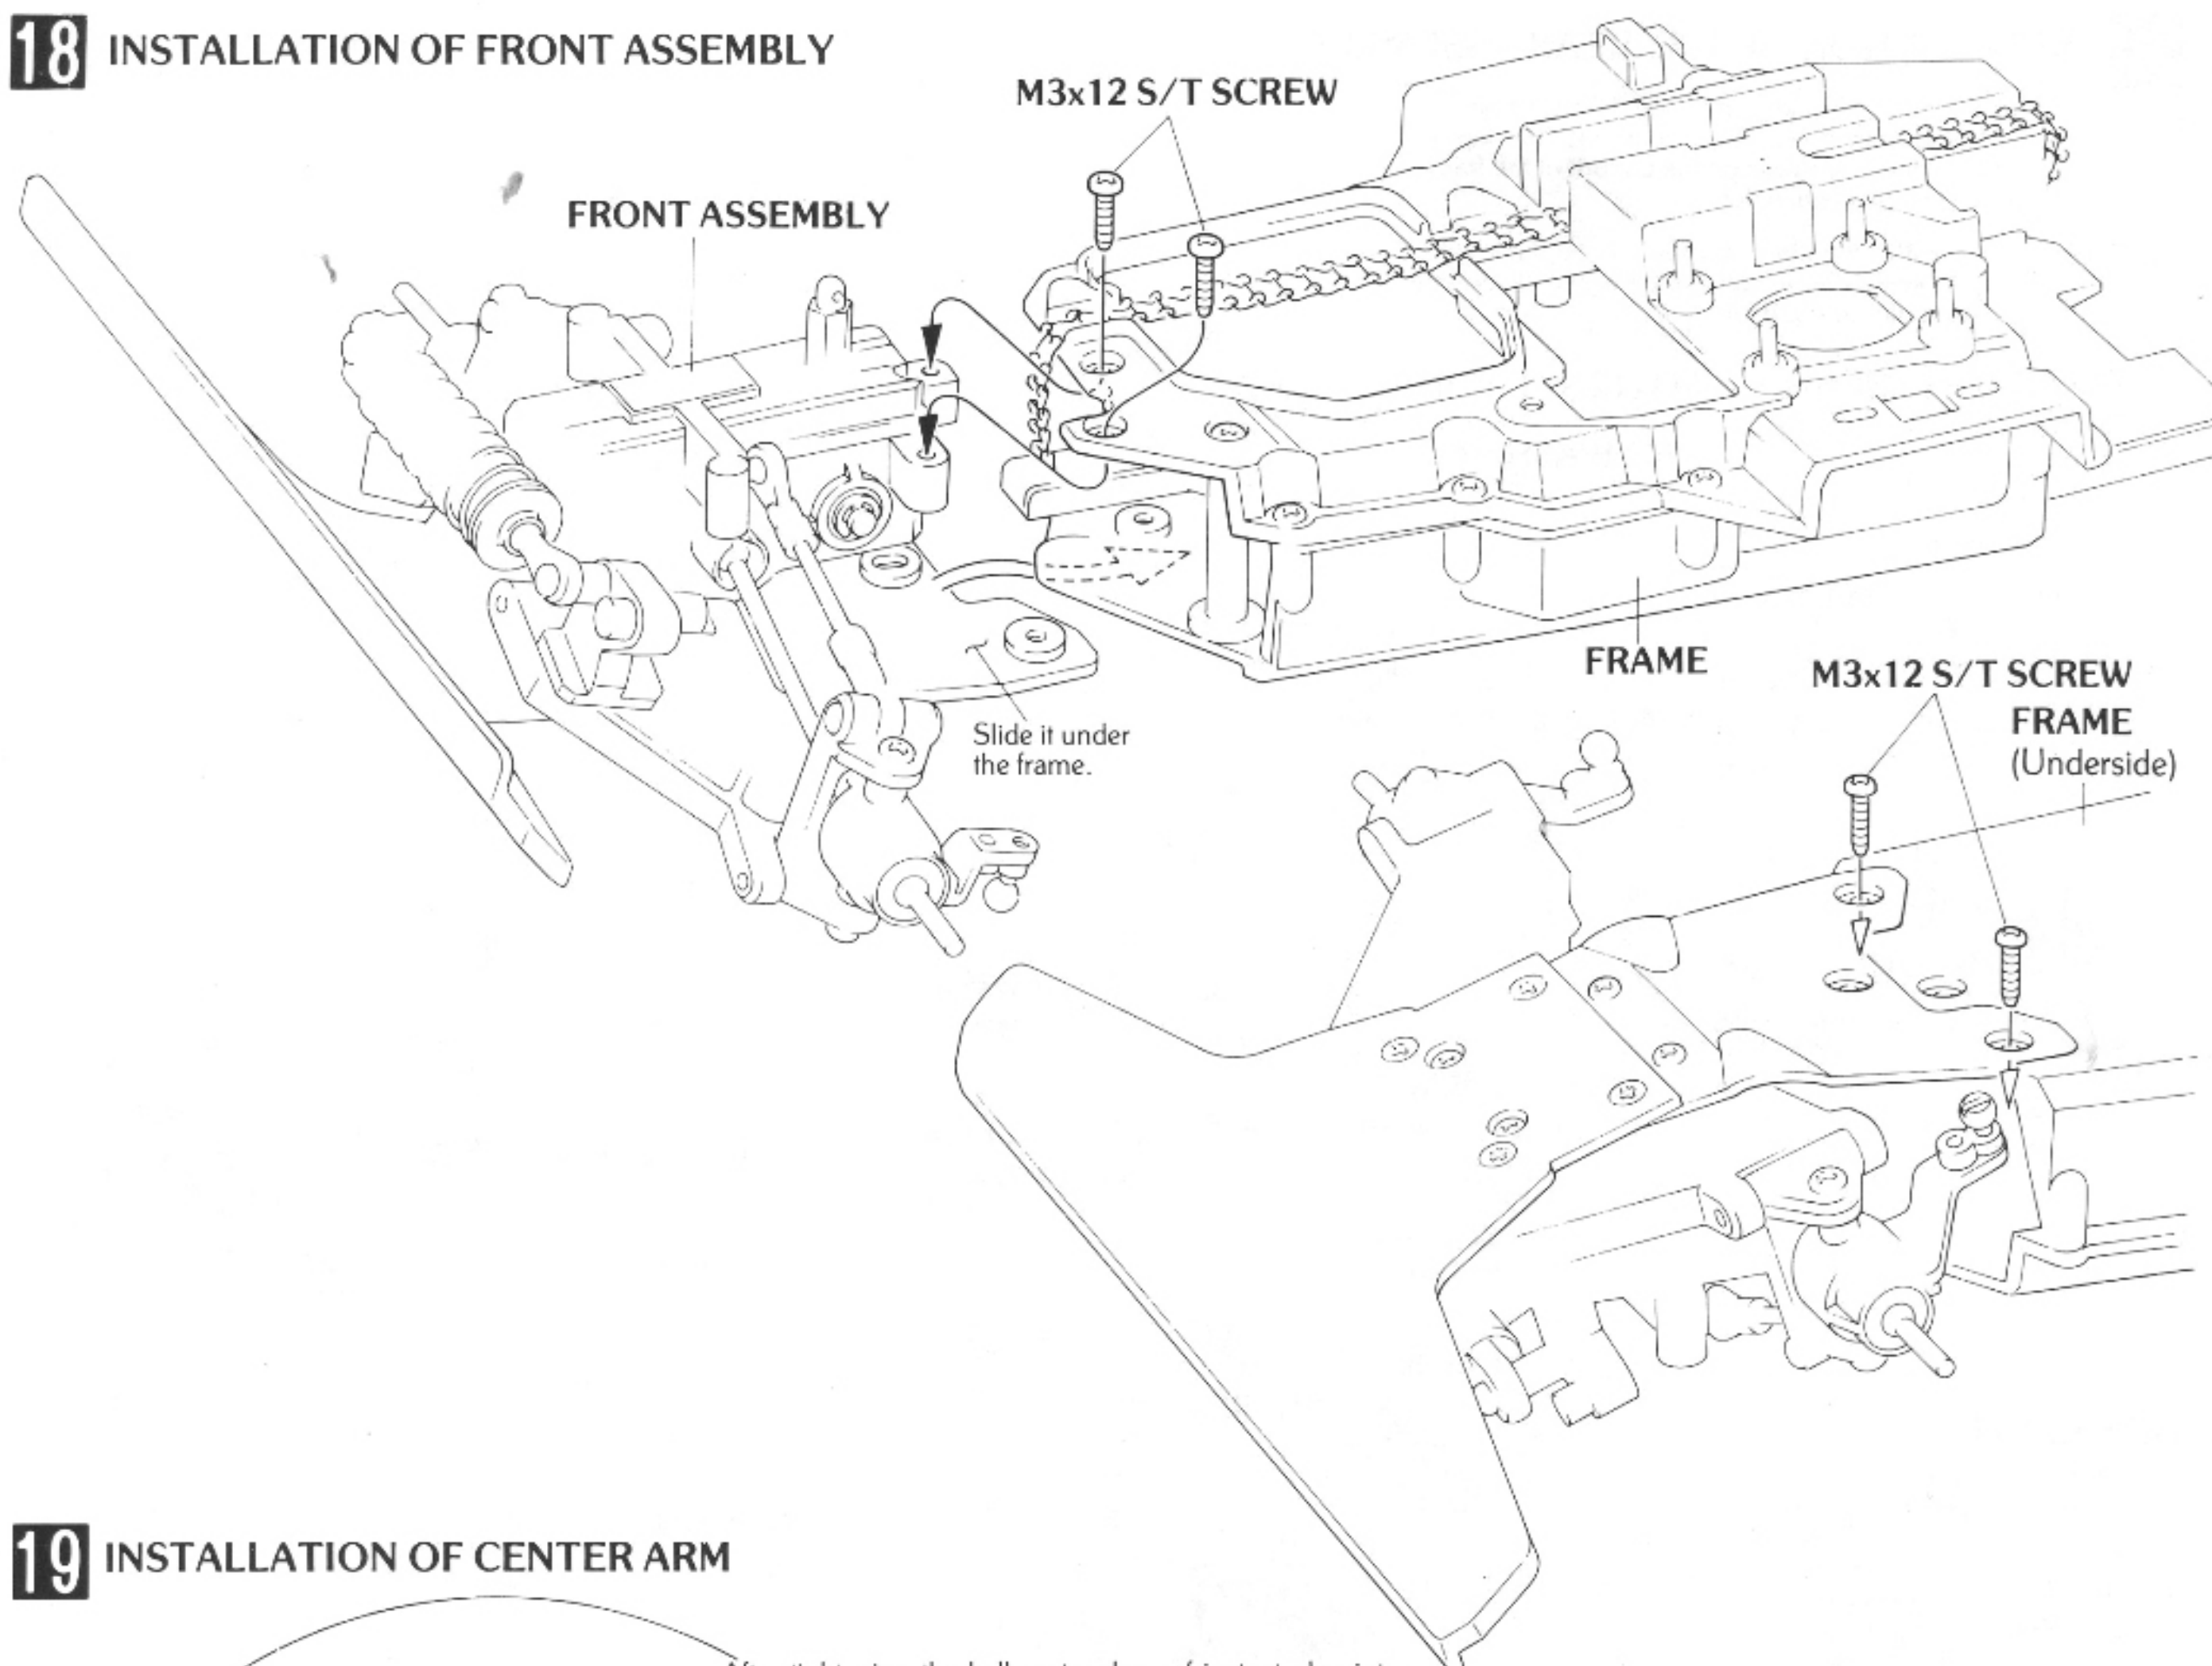 18 INSTALLATION OF FRONT ASSEMBLY
M3x12 S/T SCREW
FRONT ASSEMBLY
FRAME
Slide it under
the frame.
M3x12 S/T SCREW
FRAME
(Underside)
19 INSTALLATION OF CENTER ARM